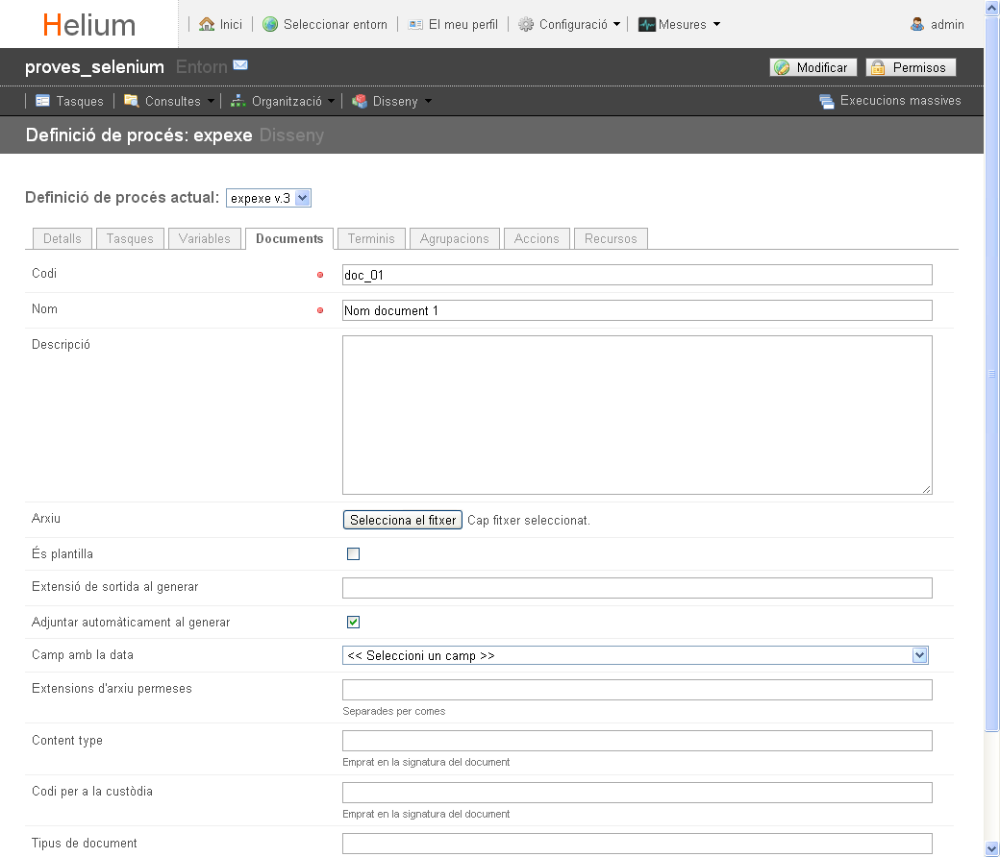 Helium
Inici
Seleccionar entorn
El meu perfil
Configuració
Mesures
admin
proves_selenium Entorn
Modificar
Permisos
Tasques
Consultes
Organització
Disseny
Execucions massives
Definició de procés: expexe Disseny
Definició de procés actual: expexe v.3
Detalls
Tasques
Variables
Documents
Terminis
Agrupacions
Accions
Recursos
Codi
doc_01
Nom
Nom document 1
Descripció
Arxiu
Selecciona el fitxer Cap fitxer seleccionat.
És plantilla
Extensió de sortida al generar
Adjuntar automàticament al generar
Camp amb la data
<< Seleccioni un camp >>
Extensions d'arxiu permeses
Separades per comes
Content type
Emprat en la signatura del document
Codi per a la custòdia
Emprat en la signatura del document
Tipus de document